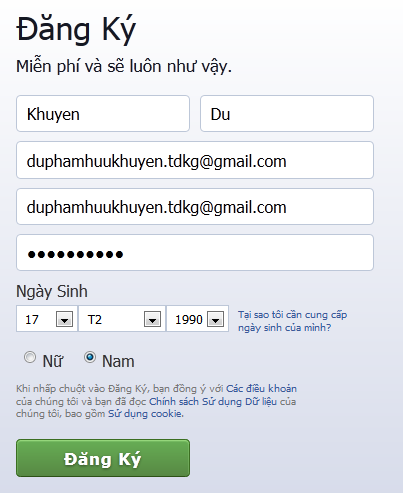 Đăng Ký
Miễn phí và sẽ luôn như vậy.
Khuyen Du
duphamhuukhuyen.tdkg@gmail.com
duphamhuukhuyen.tdkg@gmail.com
••••••••••
Ngày Sinh
17 T2 1990 Tại sao tôi cần cung cấp
ngày sinh của mình?
Nữ Nam
Khi nhấp chuột vào Đăng Ký, bạn đồng ý với Các điều khoản
của chúng tôi và bạn đã đọc Chính sách Sử dụng Dữ liệu của
chúng tôi, bao gồm Sử dụng cookie.
Đăng Ký